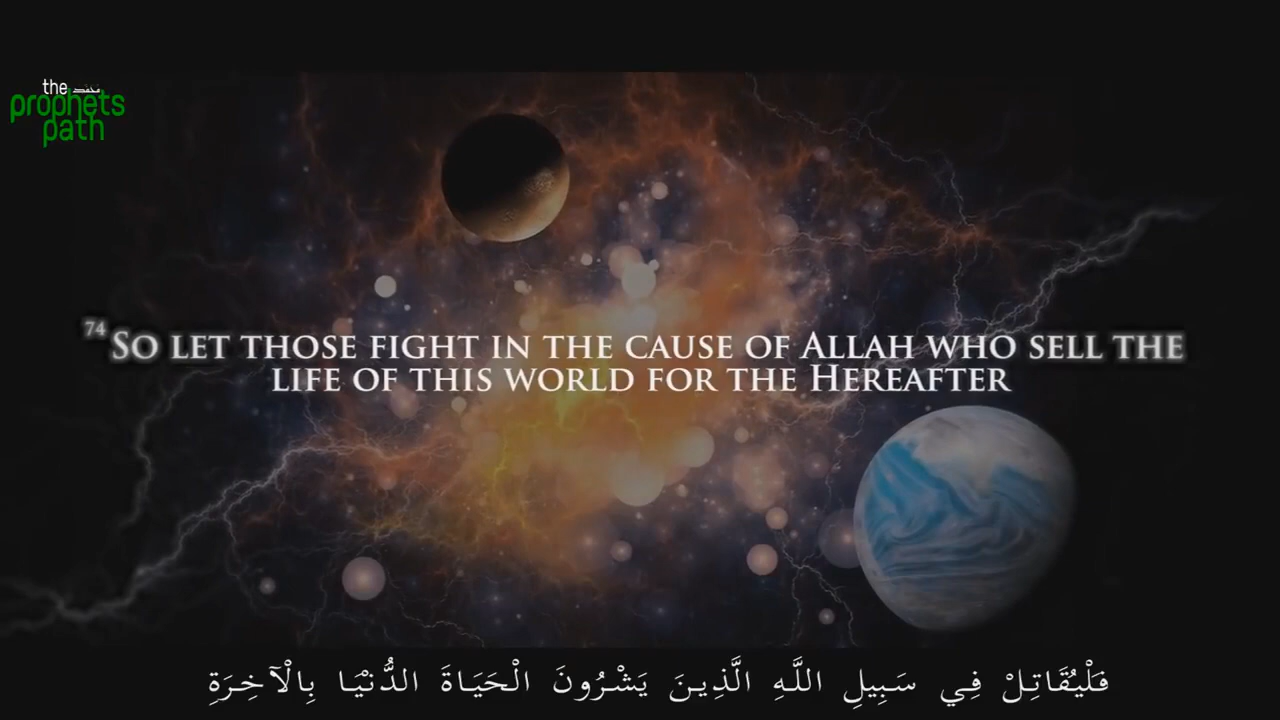 the محمد
prophets
path
74 So let those fight in the cause of Allah who sell the
life of this world for the Hereafter
فَلْيُقَاتِلْ فِي سَبِيلِ اللَّهِ الَّذِينَ يَشْرُونَ الْحَيَاةَ الدُّنْيَا بِالْآخِرَةِ